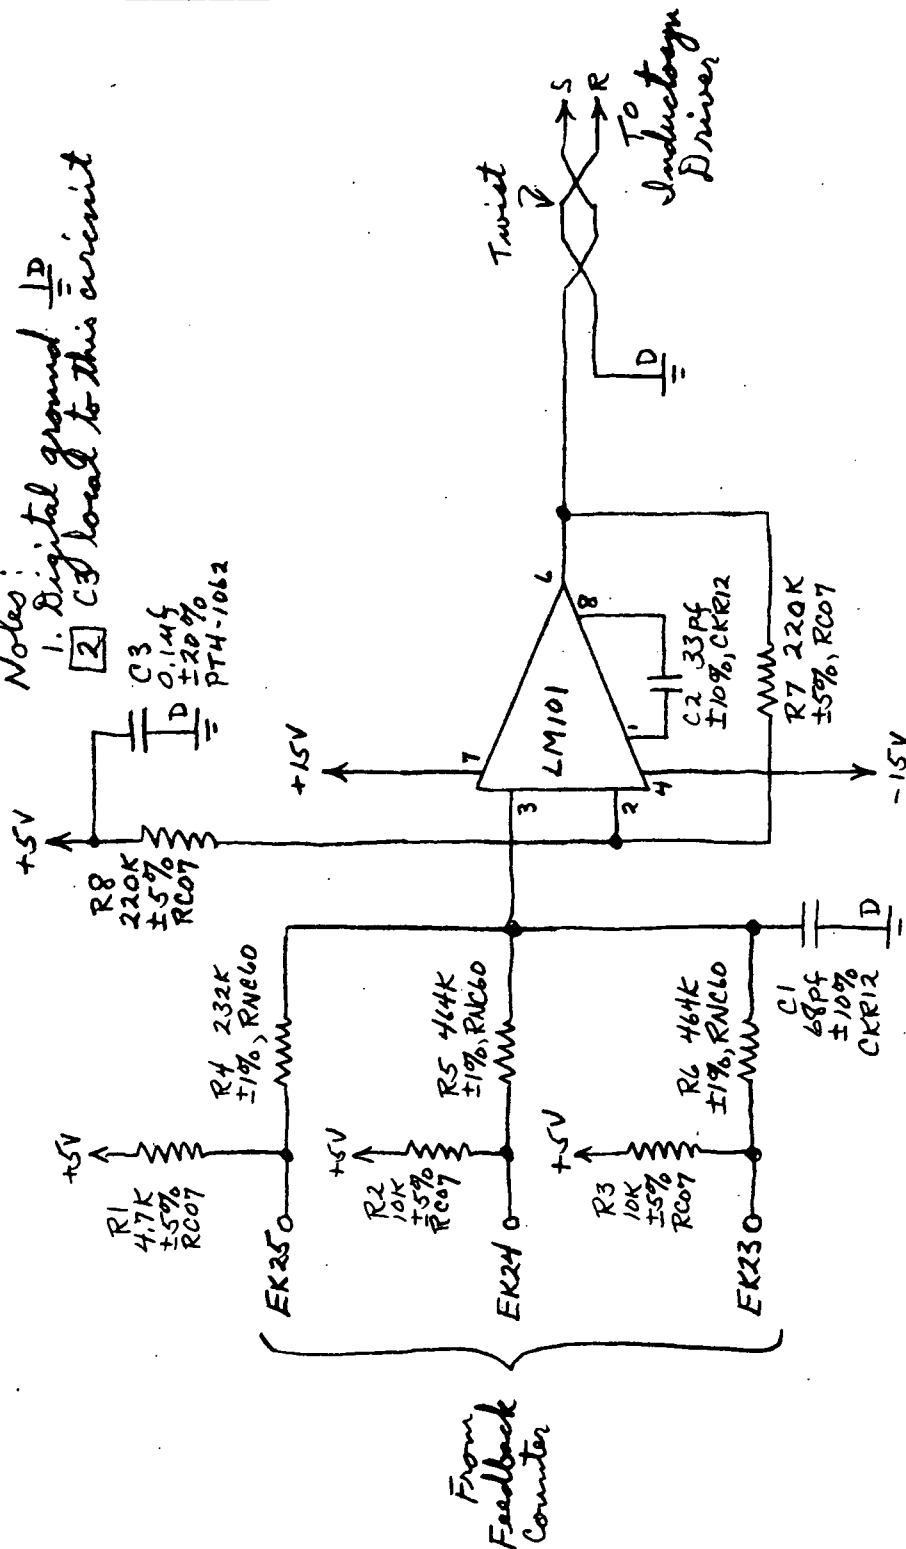 Notes:
1. Digital ground D
2 C3 local to this circuit
+5V
C3
0.1μf
±20%
PT4-1062
D
R8
220K
±5%
RC07
+15V
7
3
2
LM101
6
8
1
4
C2 33pf
±10%, CKR12
R7 220K
±5%, RC07
-15V
Twist
S
R
To
Inductosyn
Driver
D
+5V
R1
4.7K
±5%
RC07
EK25
R4 232K
±1%, RNC60
+5V
R2
10K
±5%
RC07
EK24
R5 464K
±1%, RNC60
+5V
R3
10K
±5%
RC07
EK23
R6 464K
±1%, RNC60
C1
68pf
±10%
CKR12
D
From
Feedback
Counter